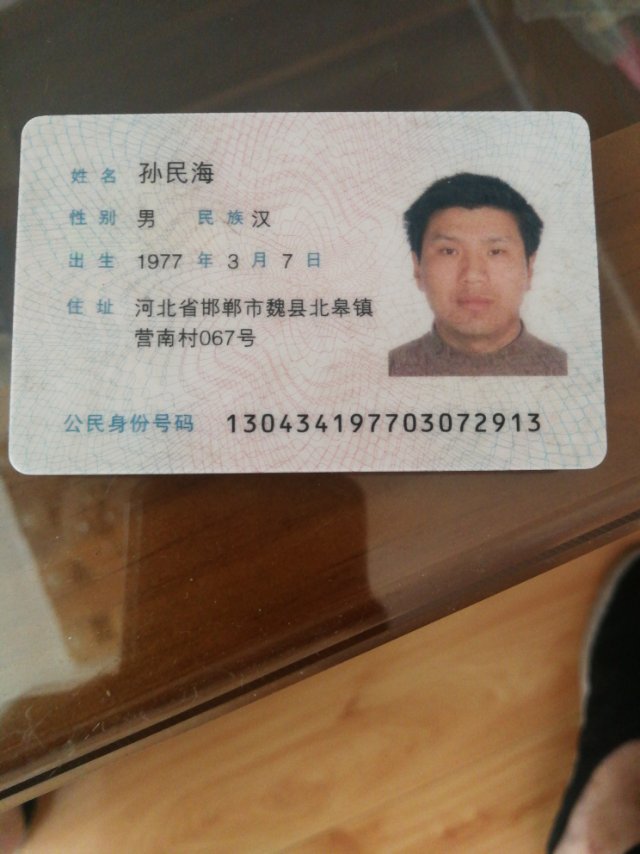 姓名 孙民海
性别 男 民族 汉
出生 1977 年 3 月 7 日
住址 河北省邯郸市魏县北皋镇
营南村067号
公民身份号码 130434197703072913